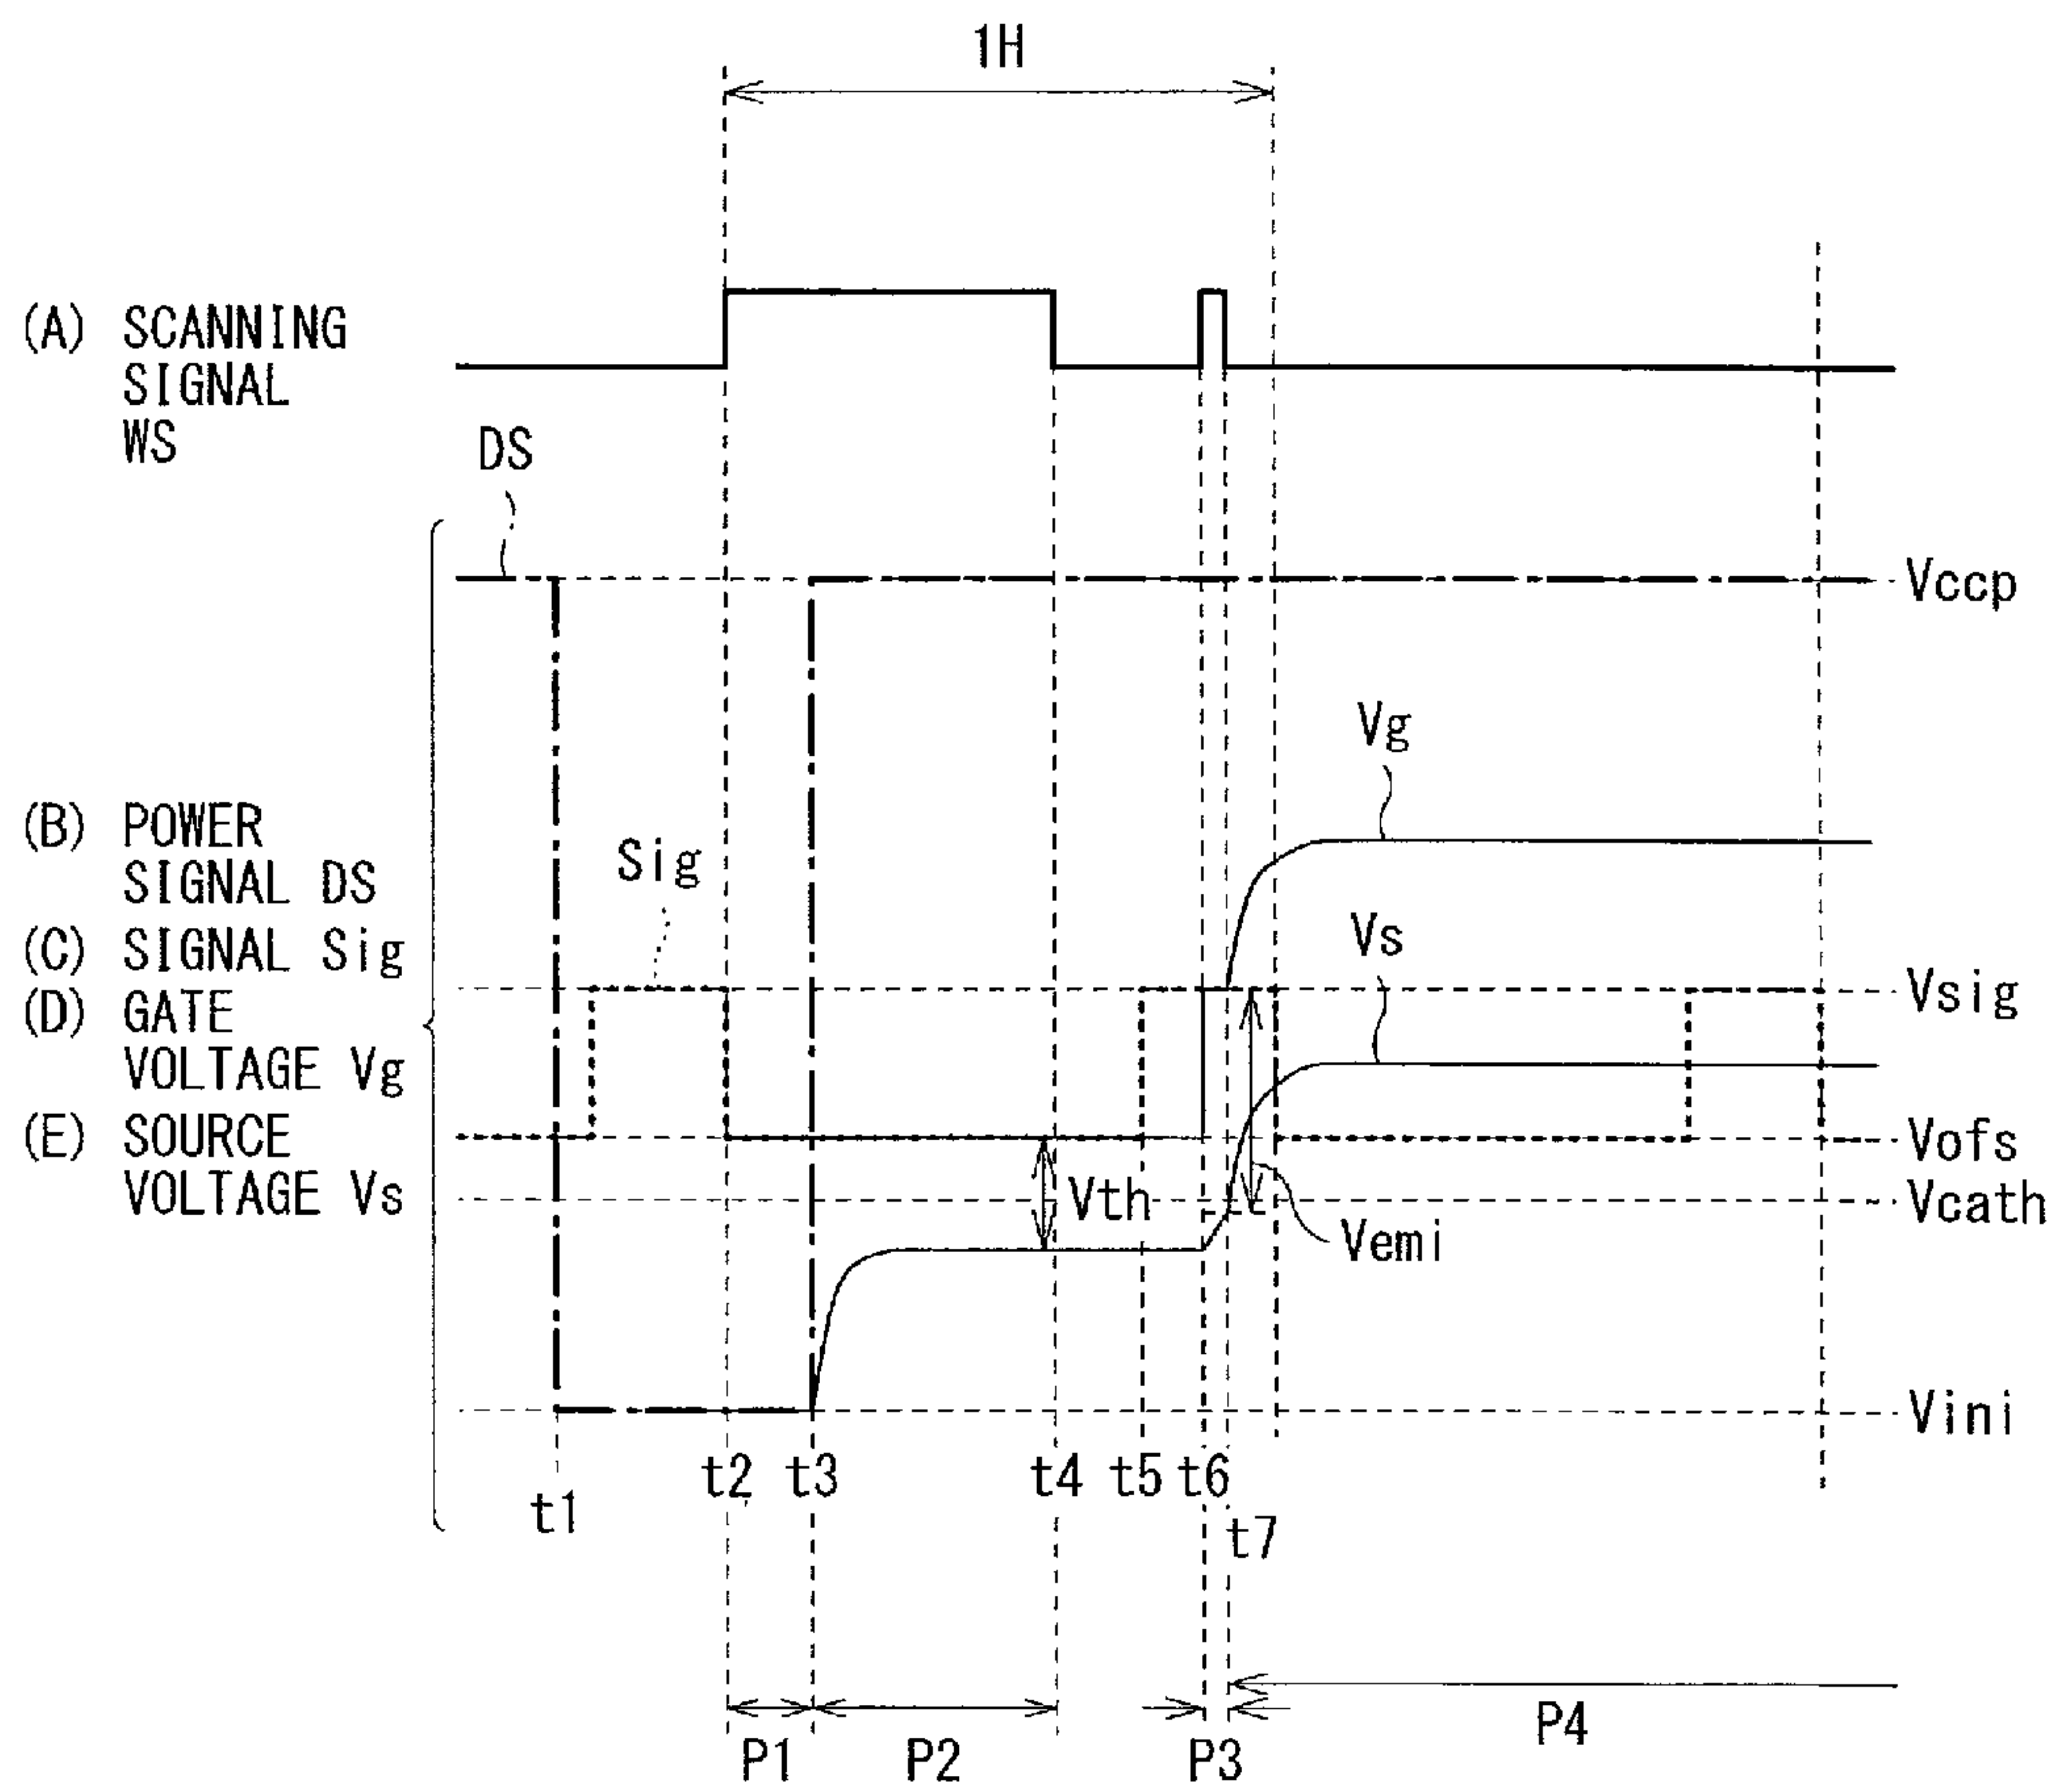 1H
(A) SCANNING
SIGNAL
WS
DS
Vccp
Vg
(B) POWER
SIGNAL DS
Sig
(C) SIGNAL Sig
Vs
Vsig
(D) GATE
VOLTAGE Vg
(E) SOURCE
VOLTAGE Vs
Vofs
Vth
Vcath
Vemi
Vini
t1
t2
t3
t4
t5
t6
t7
P1
P2
P3
P4